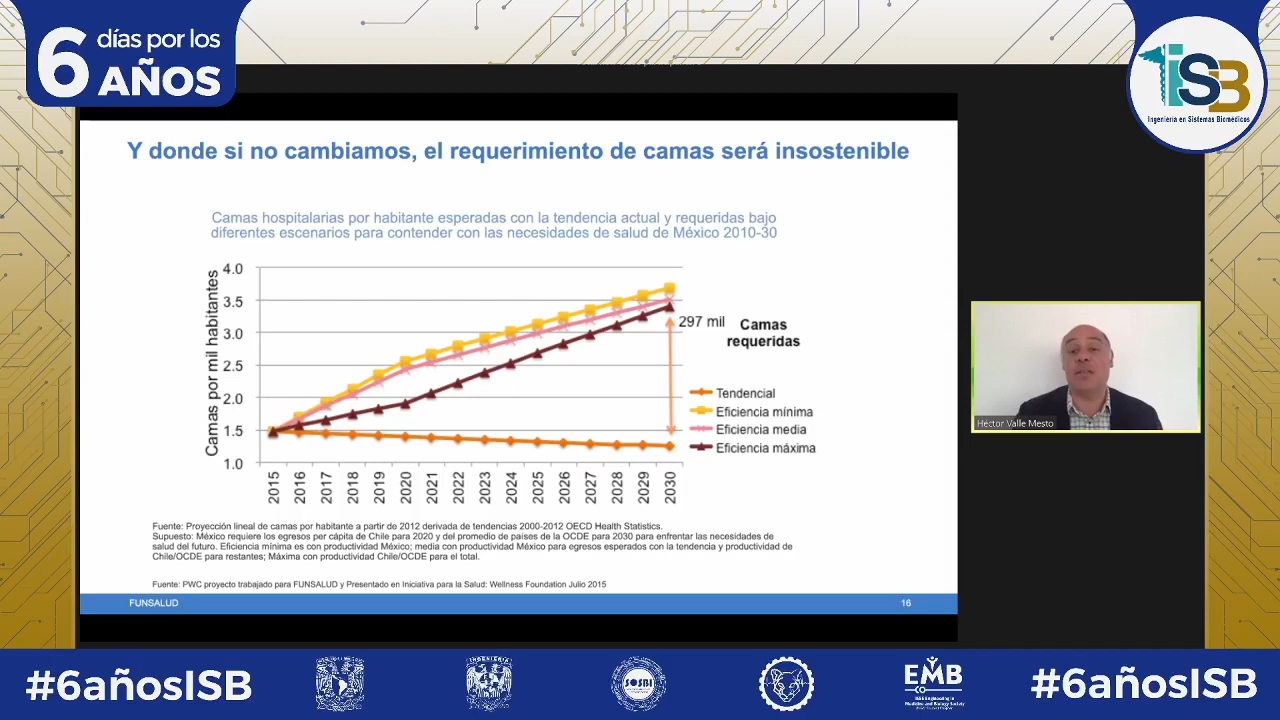 6 días por los
AÑOS
iSB
Ingeniería en Sistemas Biomédicos
Y donde si no cambiamos, el requerimiento de camas será insostenible
Camas hospitalarias por habitante esperadas con la tendencia actual y requeridas bajo
diferentes escenarios para contender con las necesidades de salud de México 2010-30
Camas por mil habitantes
4.0
3.5
3.0
2.5
2.0
1.5
1.0
2015
2016
2017
2018
2019
2020
2021
2022
2023
2024
2025
2026
2027
2028
2029
2030
297 mil
Camas
requeridas
Tendencial
Eficiencia mínima
Eficiencia media
Eficiencia máxima
Fuente: Proyección lineal de camas por habitante a partir de 2012 derivada de tendencias 2000-2012 OECD Health Statistics.
Supuesto: México requiere los egresos per cápita de Chile para 2020 y del promedio de países de la OCDE para 2030 para enfrentar las necesidades de
salud del futuro. Eficiencia mínima es con productividad México; media con productividad México para egresos esperados con la tendencia y productividad de
Chile/OCDE para restantes; Máxima con productividad Chile/OCDE para el total.
Fuente: PWC proyecto trabajado para FUNSALUD y Presentado en Iniciativa para la Salud: Wellness Foundation Julio 2015
FUNSALUD
16
Héctor Valle Mesto
#6añosISB
INGENIERÍA
SOSBI
EMB
IEEE Engineering in
Medicine and Biology Society
#6añosISB